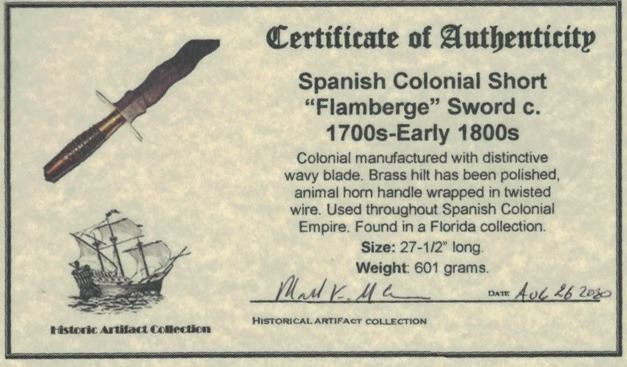 Certificate of Authenticity
Spanish Colonial Short
“Flamberge” Sword c.
1700s-Early 1800s
Colonial manufactured with distinctive
wavy blade. Brass hilt has been polished,
animal horn handle wrapped in twisted
wire. Used throughout Spanish Colonial
Empire. Found in a Florida collection.
Size: 27-1/2” long.
Weight: 601 grams.
DATE AUG 26 2020
HISTORICAL ARTIFACT COLLECTION
Historic Artifact Collection